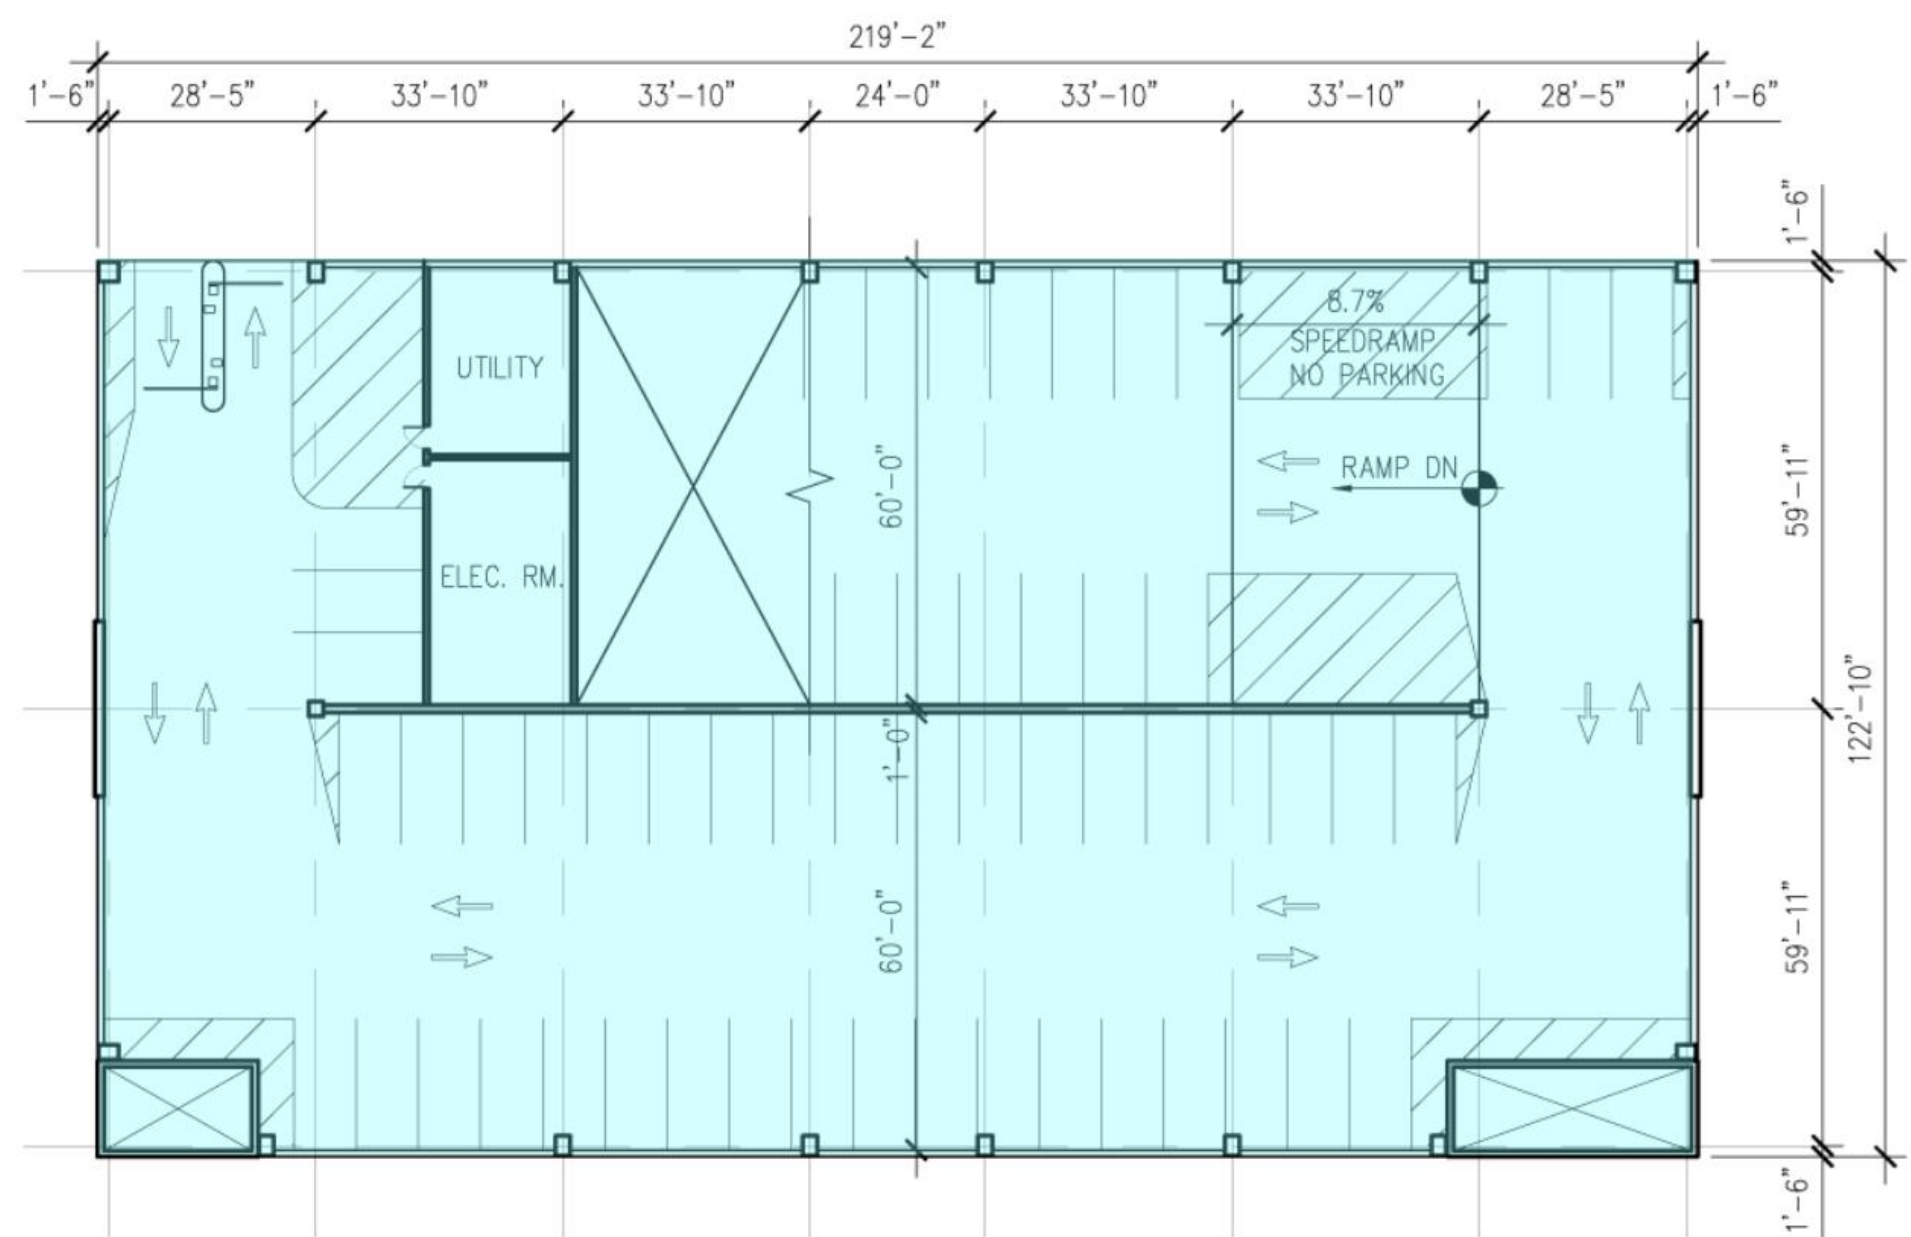 219'-2"
1'-6" 28'-5" 33'-10" 33'-10" 24'-0" 33'-10" 33'-10" 28'-5" 1'-6"
1'-6"
8.7%
SPEEDRAMP
NO PARKING
UTILITY
RAMP DN
60'-0"
59'-11"
ELEC. RM.
122'-10"
1'-0"
60'-0"
59'-11"
1'-6"